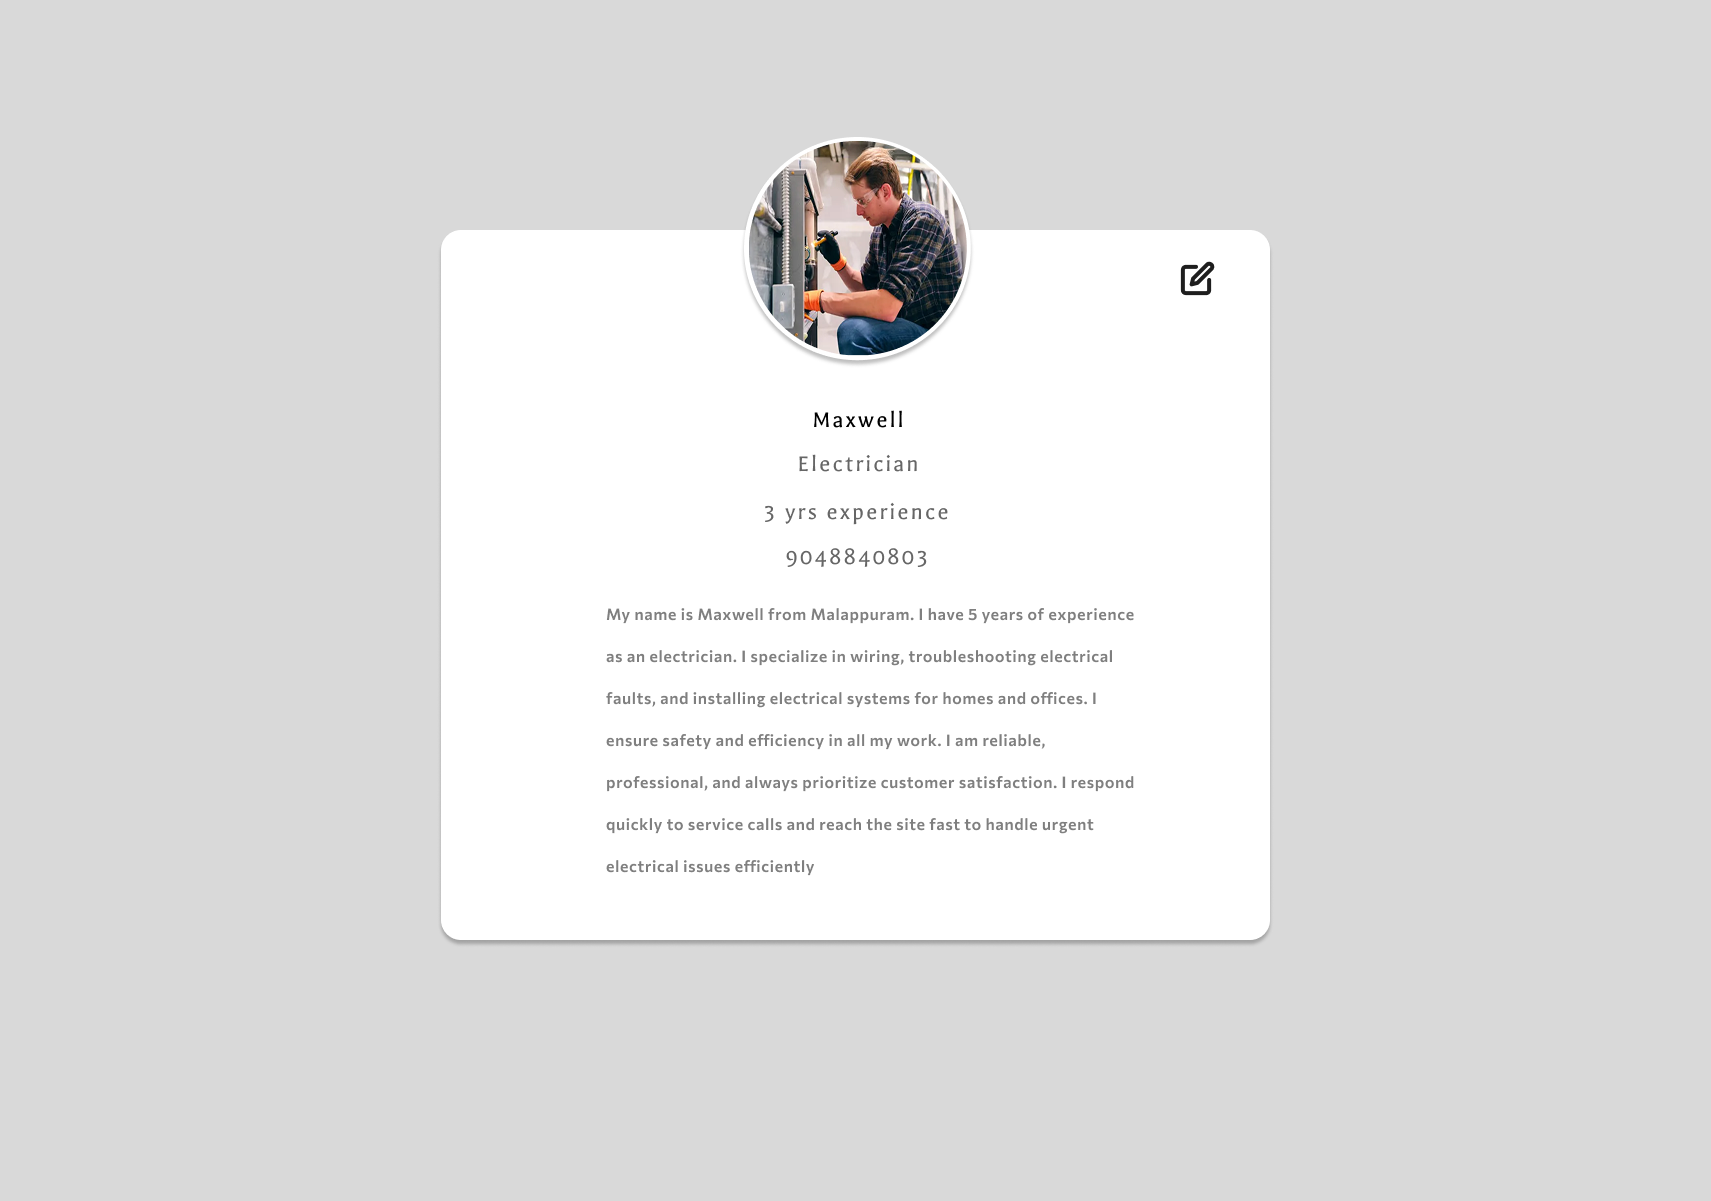 Maxwell
Electrician
3 yrs experience
9048840803
My name is Maxwell from Malappuram. I have 5 years of experience
as an electrician. I specialize in wiring, troubleshooting electrical
faults, and installing electrical systems for homes and offices. I
ensure safety and efficiency in all my work. I am reliable,
professional, and always prioritize customer satisfaction. I respond
quickly to service calls and reach the site fast to handle urgent
electrical issues efficiently